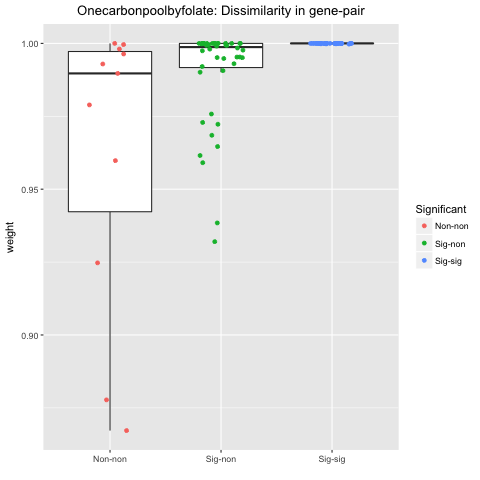 Onecarbonpoolbyfolate: Dissimilarity in gene-pair
1.00
0.95
0.90
weight
Non-non
Sig-non
Sig-sig
Significant
Non-non
Sig-non
Sig-sig